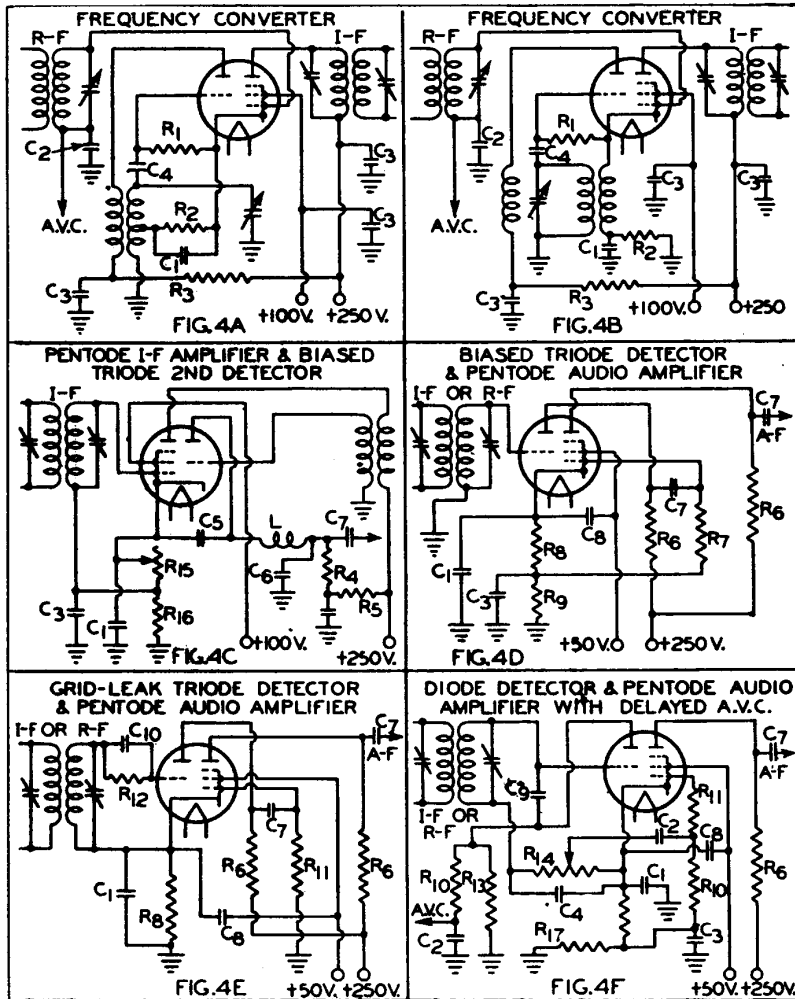 FREQUENCY CONVERTER
R-F
I-F
R1
C2
C4
C3
R2
C3
A.V.C.
C1
C3
R3
+100V. +250V.
FIG.4A
FREQUENCY CONVERTER
R-F
I-F
R1
C2
C4
C3
C3
A.V.C.
C1
R2
C3
R3
+100V. +250
FIG.4B
PENTODE I-F AMPLIFIER & BIASED
TRIODE 2ND DETECTOR
I-F
C5
L
C7
R15
C6
R4
C3
R16
R5
C1
+100V.
FIG.4C
+250V.
BIASED TRIODE DETECTOR
& PENTODE AUDIO AMPLIFIER
I-F OR R-F
C7
A-F
C7
R6
C8
R8
R6
R7
C1
C3
R9
+50V. +250V.
FIG.4D
GRID-LEAK TRIODE DETECTOR
& PENTODE AUDIO AMPLIFIER
I-F OR R-F
C10
C7
A-F
R12
C7
R6
R11
R6
C1
R8
C8
FIG.4E
+50V. +250V.
DIODE DETECTOR & PENTODE AUDIO
AMPLIFIER WITH DELAYED A.V.C.
C7
A-F
C9
R11
I-F OR
R-F
C2
C8
R14
R6
R10
R13
C1
R10
C4
A.V.C.
C2
R17
C3
FIG.4F
+50V. +250V.